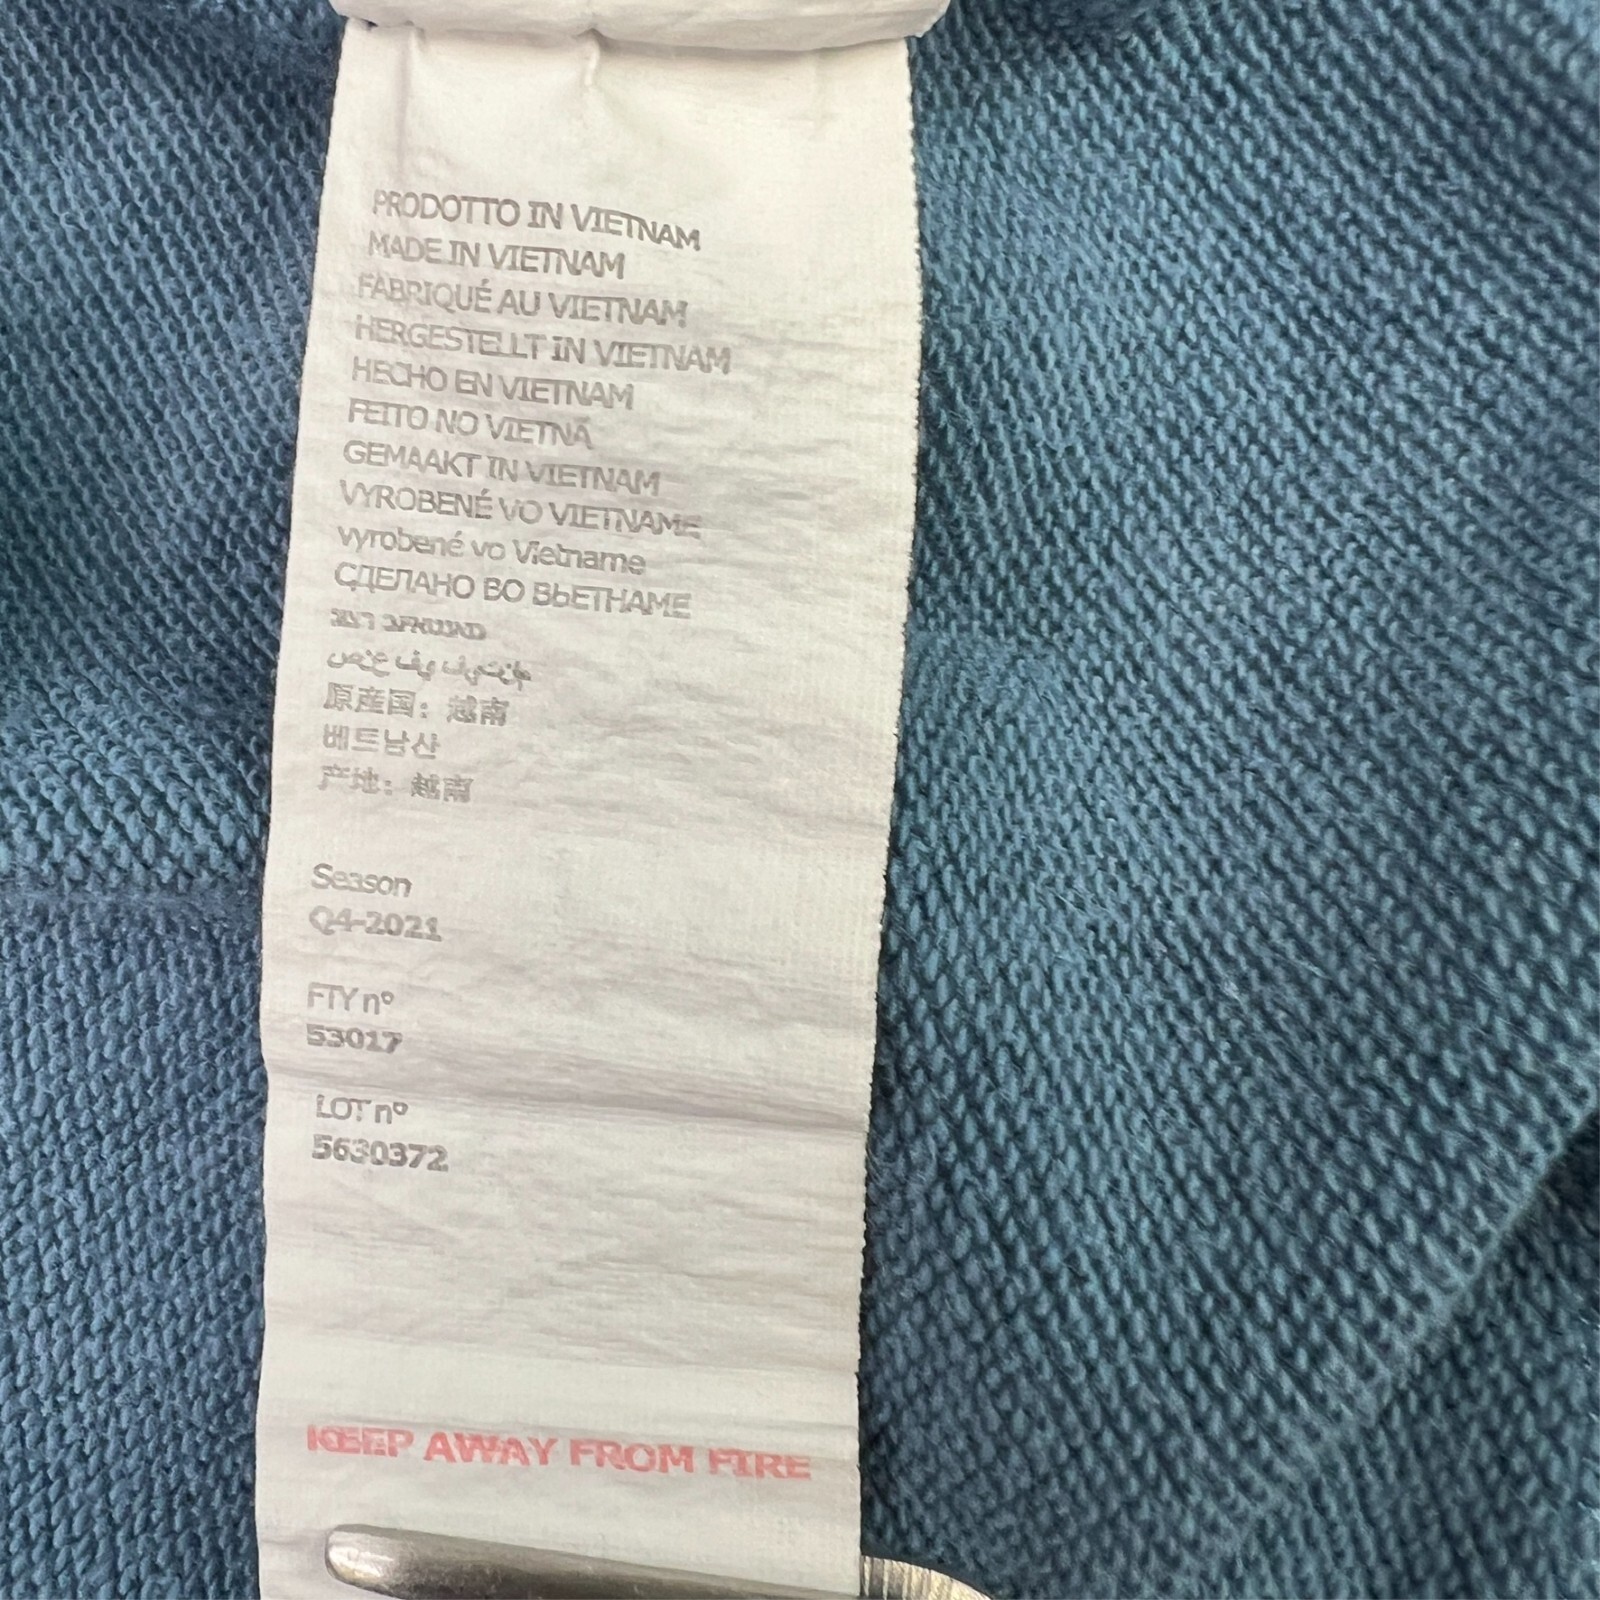 PRODOTTO IN VIETNAM
MADE IN VIETNAM
FABRIQUÉ AU VIETNAM
HERGESTELLT IN VIETNAM
HECHO EN VIETNAM
FEITO NO VIETNÃ
GEMAAKT IN VIETNAM
VYROBENÉ VO VIETNAME
vyrobené vo Vietname
СДЕЛАНО ВО ВЬЕТНАМЕ
原産国：越南
베트남산
产地：越南
Season
Q4-2021
FTY nº
53017
LOT nº
5630372
KEEP AWAY FROM FIRE